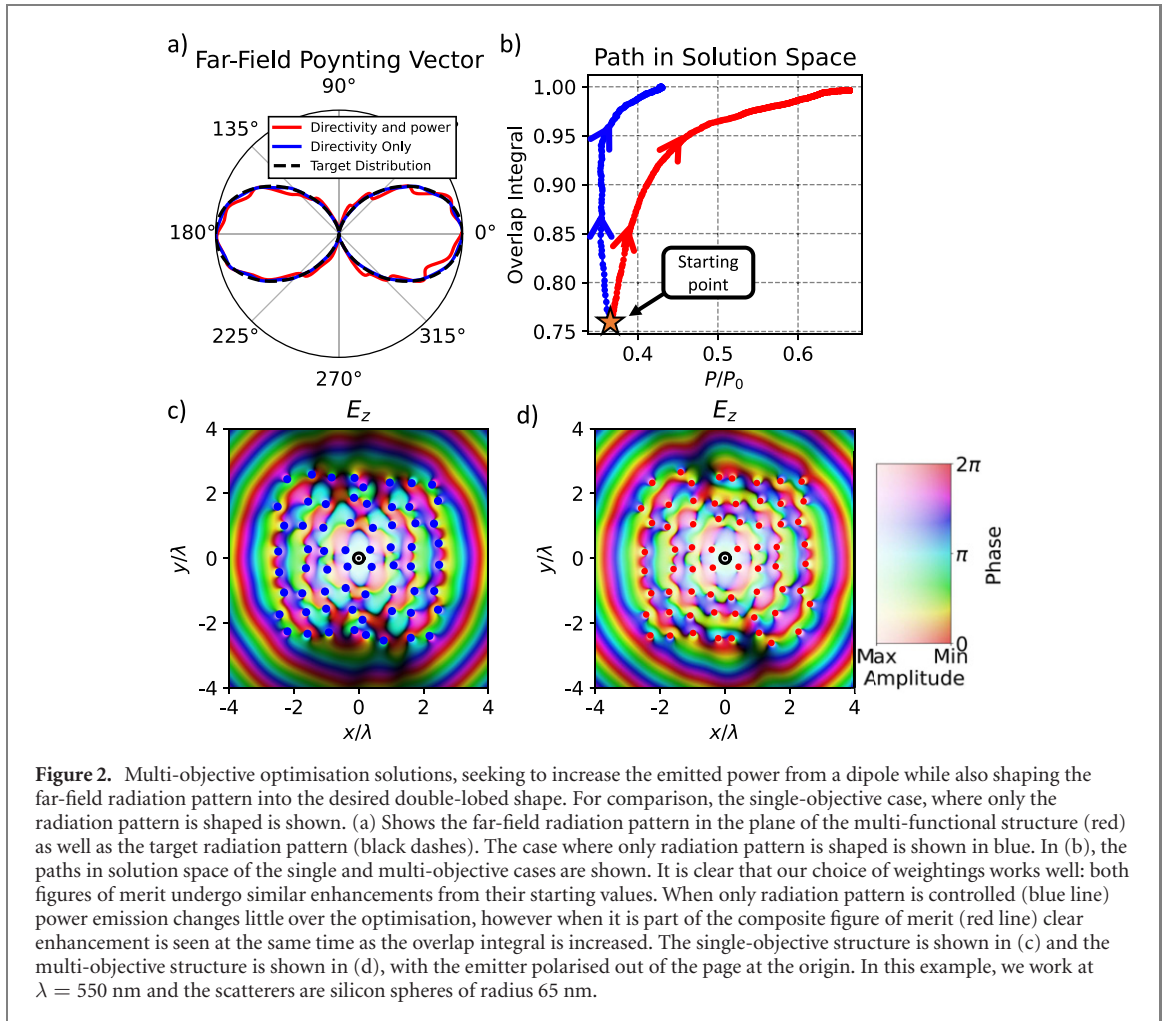 a)
Far-Field Poynting Vector
90°
135°
180°
0°
225°
315°
270°
Directivity and power
Directivity Only
Target Distribution
b)
Path in Solution Space
1.00
0.95
0.90
0.85
0.80
0.75
Overlap Integral
0.4
0.5
0.6
P/P₀
Starting
point
c)
E_z
4
2
0
-2
-4
y/λ
-4
-2
0
2
4
x/λ
d)
E_z
4
2
0
-2
-4
y/λ
-4
-2
0
2
4
x/λ
2π
π
0
Phase
Max Min
Amplitude
Figure 2. Multi-objective optimisation solutions, seeking to increase the emitted power from a dipole while also shaping the
far-field radiation pattern into the desired double-lobed shape. For comparison, the single-objective case, where only the
radiation pattern is shaped is shown. (a) Shows the far-field radiation pattern in the plane of the multi-functional structure (red)
as well as the target radiation pattern (black dashes). The case where only radiation pattern is shaped is shown in blue. In (b), the
paths in solution space of the single and multi-objective cases are shown. It is clear that our choice of weightings works well: both
figures of merit undergo similar enhancements from their starting values. When only radiation pattern is controlled (blue line)
power emission changes little over the optimisation, however when it is part of the composite figure of merit (red line) clear
enhancement is seen at the same time as the overlap integral is increased. The single-objective structure is shown in (c) and the
multi-objective structure is shown in (d), with the emitter polarised out of the page at the origin. In this example, we work at
λ = 550 nm and the scatterers are silicon spheres of radius 65 nm.